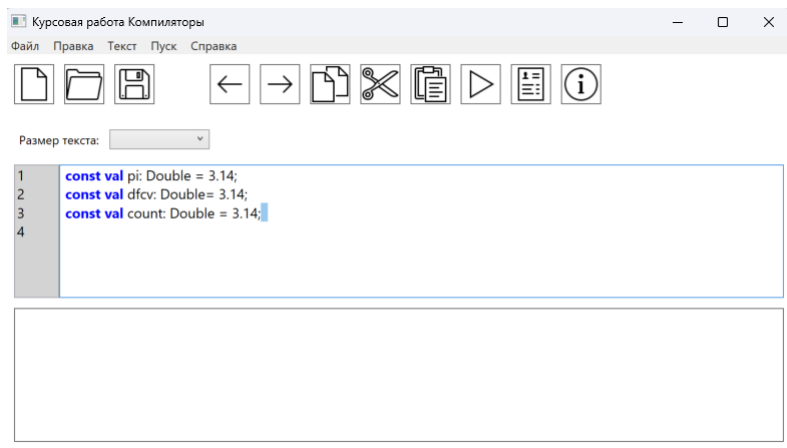 Курсовая работа Компиляторы
Файл Правка Текст Пуск Справка
Размер текста:
1 const val pi: Double = 3.14;
2 const val dfcv: Double= 3.14;
3 const val count: Double = 3.14;
4